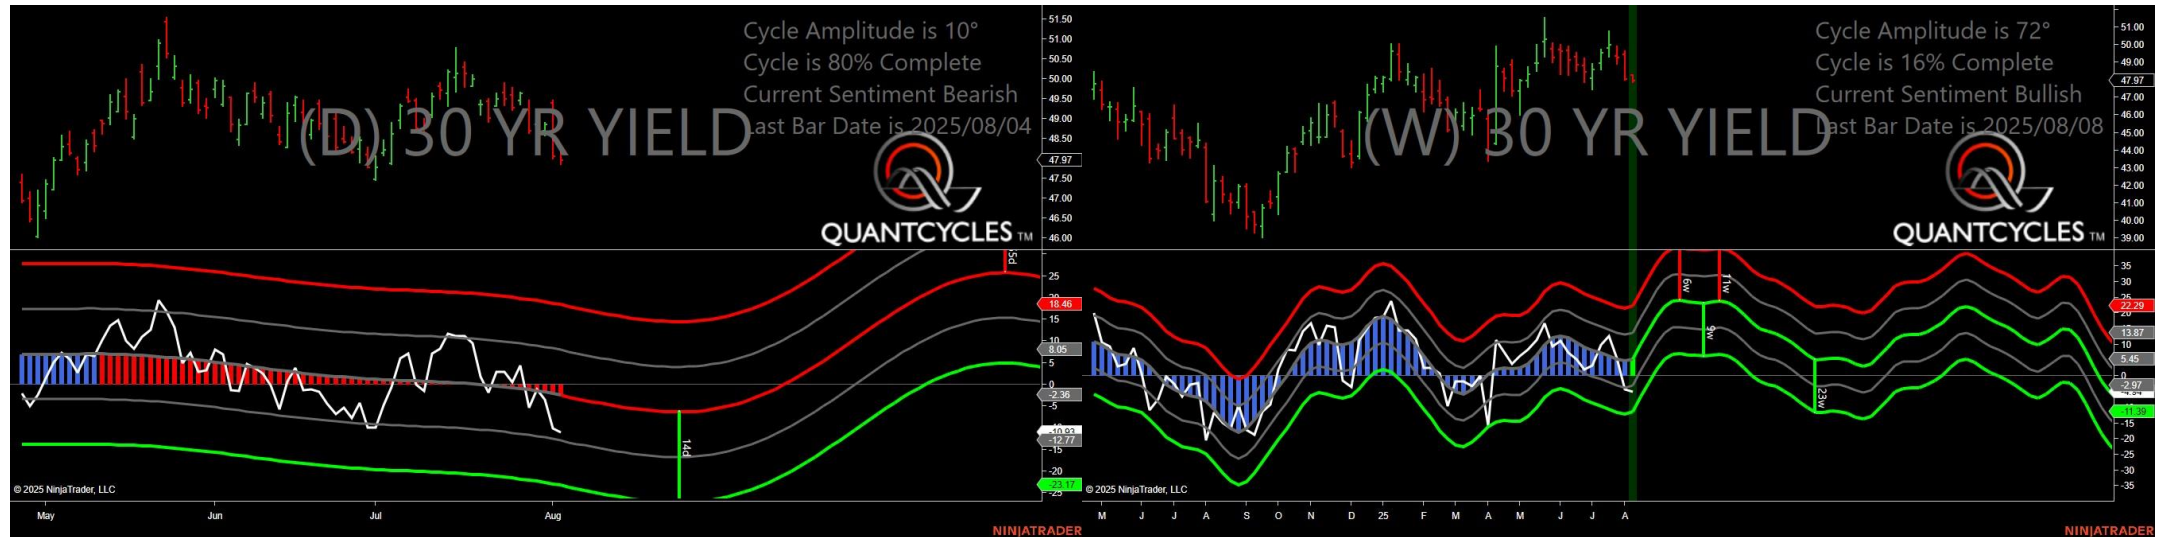 Cycle Amplitude is 10°
Cycle is 80% Complete
Current Sentiment Bearish
Last Bar Date is 2025/08/04
(D) 30 YR YIELD
QUANTCYCLES TM
51.50
51.00
50.50
50.00
49.50
49.00
48.50
47.97
47.50
47.00
46.50
46.00
25
18.46
15
10
8.05
5
0
-2.36
-5
-10.93
-12.77
-15
-20
-23.17
-25
14d
© 2025 NinjaTrader, LLC
May
Jun
Jul
Aug
NINJATRADER
Cycle Amplitude is 72°
Cycle is 16% Complete
Current Sentiment Bullish
Last Bar Date is 2025/08/08
(W) 30 YR YIELD
QUANTCYCLES TM
51.00
50.00
49.00
47.97
47.00
46.00
45.00
44.00
43.00
42.00
41.00
40.00
39.00
35
30
25
22.29
13.87
10
5.45
0
-2.97
-4.94
-11.39
-15
-20
-25
-30
-35
6w
11w
9w
23w
© 2025 NinjaTrader, LLC
M J J A S O N D 25 F M A M J J A
NINJATRADER